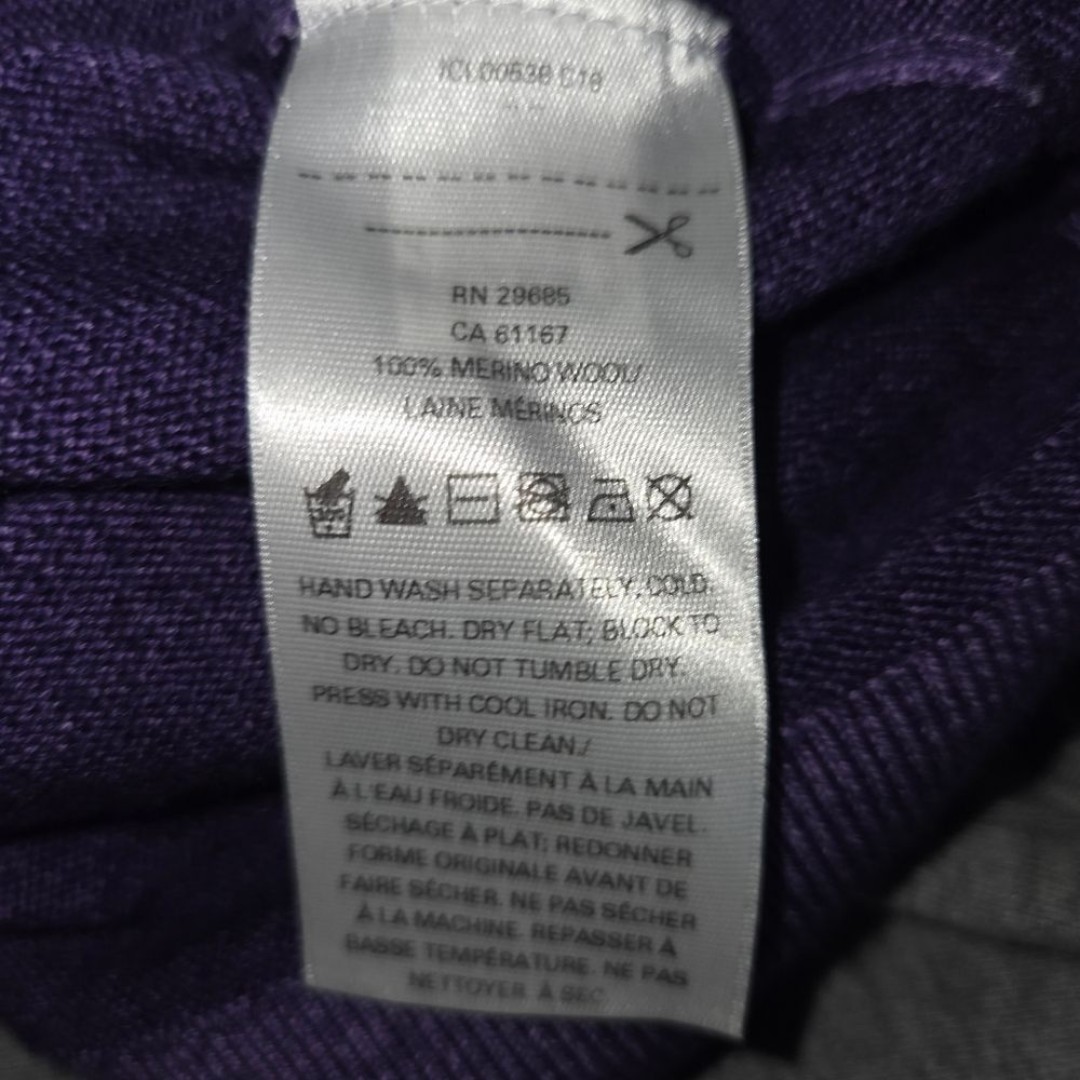 RN 29685
CA 61167
100% MERINO WOOL/
LAINE MÉRINOS
HAND WASH SEPARATELY, COLD.
NO BLEACH. DRY FLAT; BLOCK TO
DRY. DO NOT TUMBLE DRY.
PRESS WITH COOL IRON. DO NOT
DRY CLEAN./
LAVER SÉPARÉMENT À LA MAIN
À L'EAU FROIDE. PAS DE JAVEL.
SÉCHAGE À PLAT; REDONNER
FORME ORIGINALE AVANT DE
FAIRE SÉCHER. NE PAS SÉCHER
À LA MACHINE. REPASSER À
BASSE TEMPÉRATURE. NE PAS
NETTOYER À SEC